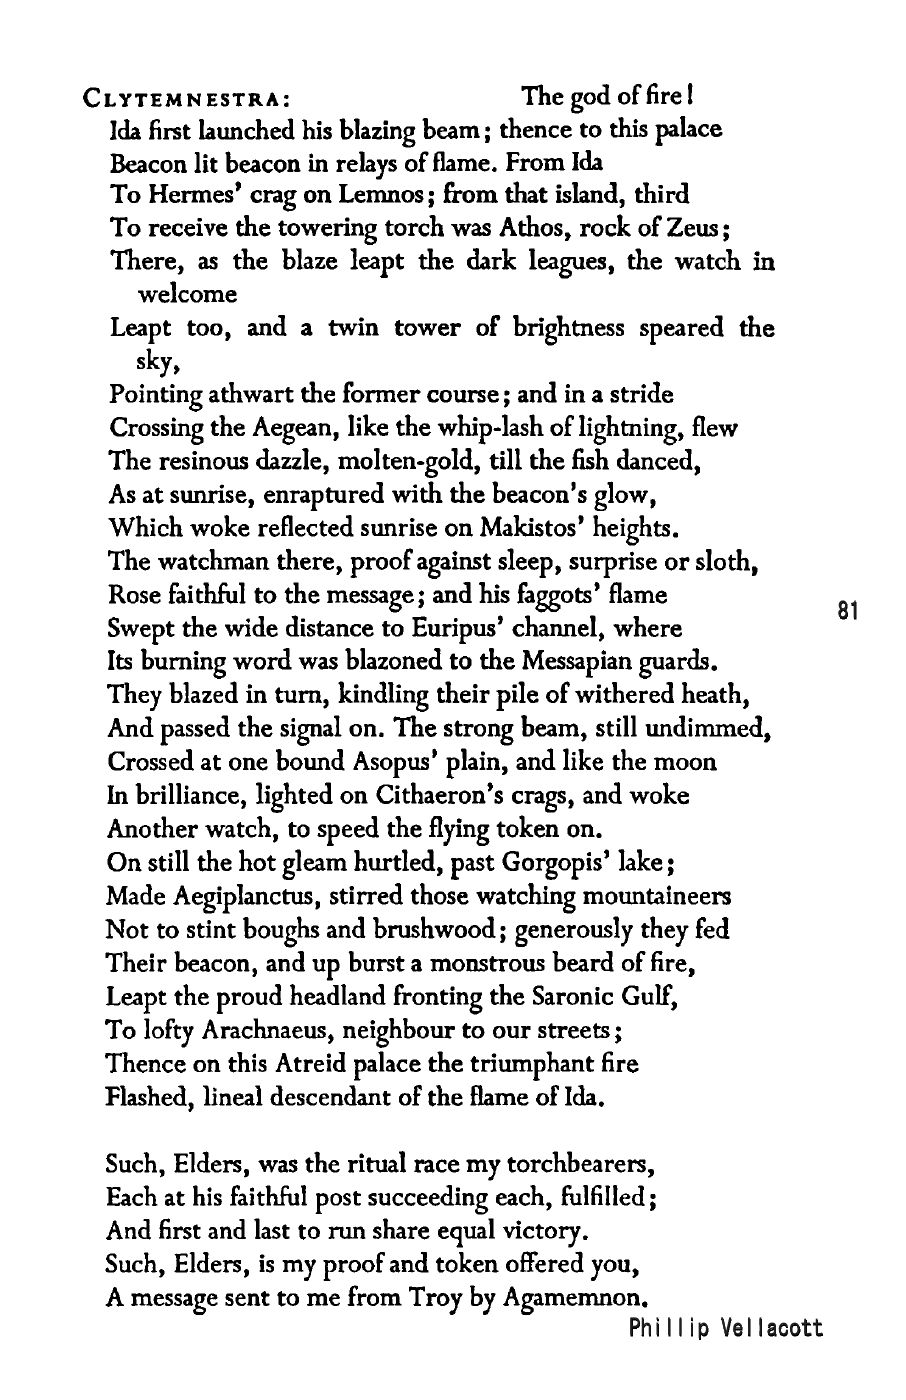 CLYTEMNESTRA: The god of fire!
Ida first launched his blazing beam; thence to this palace
Beacon lit beacon in relays of flame. From Ida
To Hermes' crag on Lemnos; from that island, third
To receive the towering torch was Athos, rock of Zeus;
There, as the blaze leapt the dark leagues, the watch in
welcome
Leapt too, and a twin tower of brightness speared the
sky,
Pointing athwart the former course; and in a stride
Crossing the Aegean, like the whip-lash of lightning, flew
The resinous dazzle, molten-gold, till the fish danced,
As at sunrise, enraptured with the beacon's glow,
Which woke reflected sunrise on Makistos' heights.
The watchman there, proof against sleep, surprise or sloth,
Rose faithful to the message; and his faggots' flame
Swept the wide distance to Euripus' channel, where
Its burning word was blazoned to the Messapian guards.
They blazed in turn, kindling their pile of withered heath,
And passed the signal on. The strong beam, still undimmed,
Crossed at one bound Asopus' plain, and like the moon
In brilliance, lighted on Cithaeron's crags, and woke
Another watch, to speed the flying token on.
On still the hot gleam hurtled, past Gorgopis' lake;
Made Aegiplanctus, stirred those watching mountaineers
Not to stint boughs and brushwood; generously they fed
Their beacon, and up burst a monstrous beard of fire,
Leapt the proud headland fronting the Saronic Gulf,
To lofty Arachnaeus, neighbour to our streets;
Thence on this Atreid palace the triumphant fire
Flashed, lineal descendant of the flame of Ida.
Such, Elders, was the ritual race my torchbearers,
Each at his faithful post succeeding each, fulfilled;
And first and last to run share equal victory.
Such, Elders, is my proof and token offered you,
A message sent to me from Troy by Agamemnon.
Phillip Vellacott
81